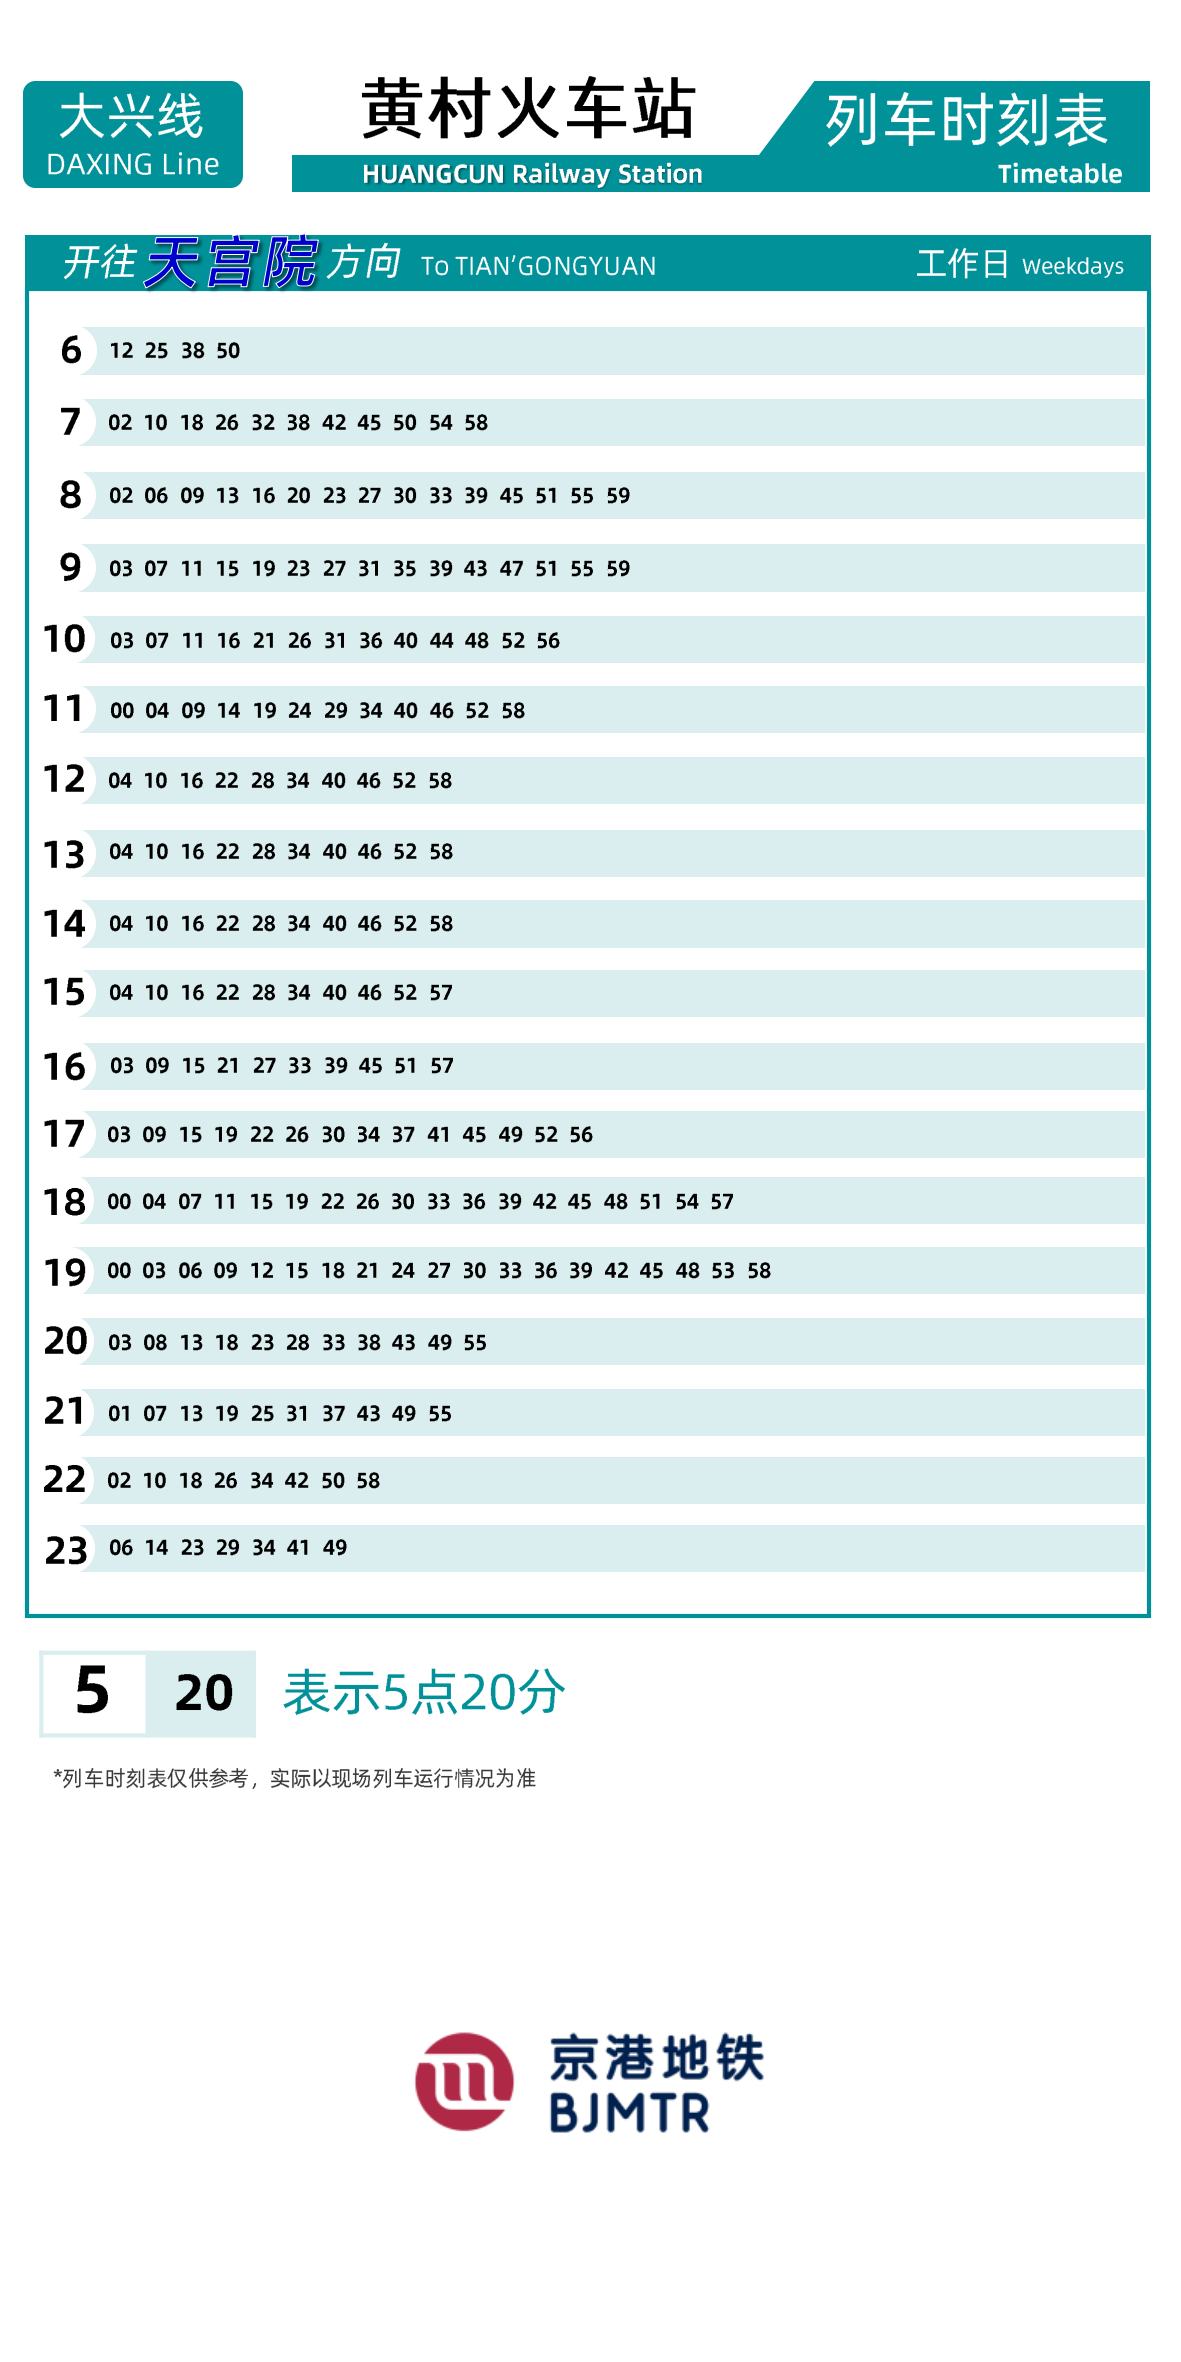 大兴线
DAXING Line
黄村火车站
HUANGCUN Railway Station
列车时刻表
Timetable
开往 天宫院 方向 To TIAN’GONGYUAN 工作日 Weekdays
6 12 25 38 50
7 02 10 18 26 32 38 42 45 50 54 58
8 02 06 09 13 16 20 23 27 30 33 39 45 51 55 59
9 03 07 11 15 19 23 27 31 35 39 43 47 51 55 59
10 03 07 11 16 21 26 31 36 40 44 48 52 56
11 00 04 09 14 19 24 29 34 40 46 52 58
12 04 10 16 22 28 34 40 46 52 58
13 04 10 16 22 28 34 40 46 52 58
14 04 10 16 22 28 34 40 46 52 58
15 04 10 16 22 28 34 40 46 52 57
16 03 09 15 21 27 33 39 45 51 57
17 03 09 15 19 22 26 30 34 37 41 45 49 52 56
18 00 04 07 11 15 19 22 26 30 33 36 39 42 45 48 51 54 57
19 00 03 06 09 12 15 18 21 24 27 30 33 36 39 42 45 48 53 58
20 03 08 13 18 23 28 33 38 43 49 55
21 01 07 13 19 25 31 37 43 49 55
22 02 10 18 26 34 42 50 58
23 06 14 23 29 34 41 49
5 20 表示5点20分
*列车时刻表仅供参考，实际以现场列车运行情况为准
京港地铁
BJMTR